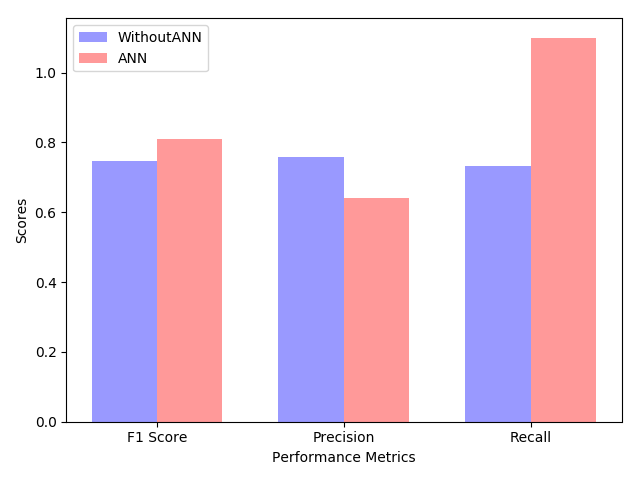 WithoutANN
ANN
1.0
0.8
0.6
0.4
0.2
0.0
Scores
F1 Score
Precision
Recall
Performance Metrics